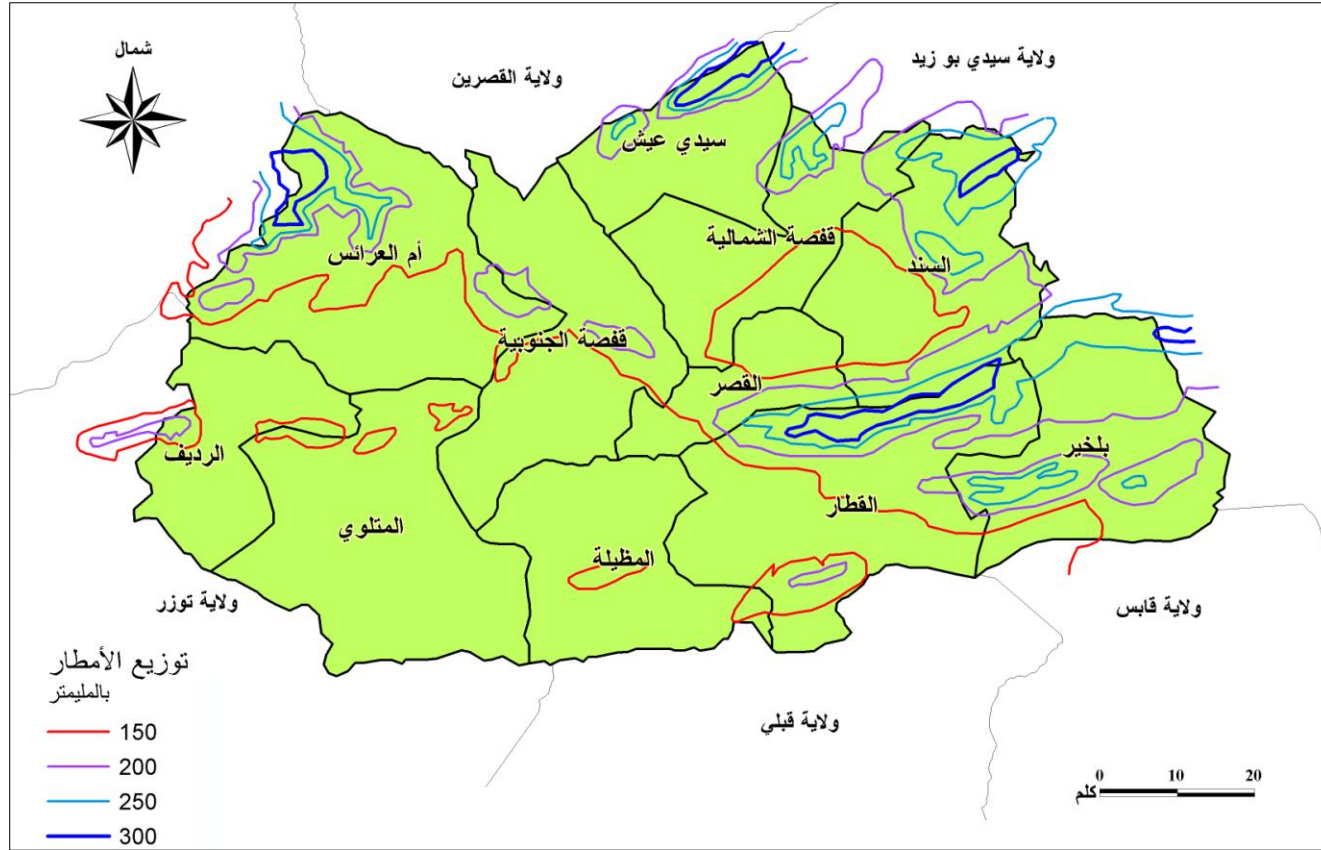 شمال
ولاية القصرين
ولاية سيدي بو زيد
سيدي عيش
أم العرائس
قفصة الشمالية
السند
قفصة الجنوبية
القصر
الرديف
بلخير
المتلوي
القطار
المظيلة
ولاية توزر
ولاية قابس
ولاية قبلي
توزيع الأمطار
بالمليمتر
150
200
250
300
0 10 20
كلم